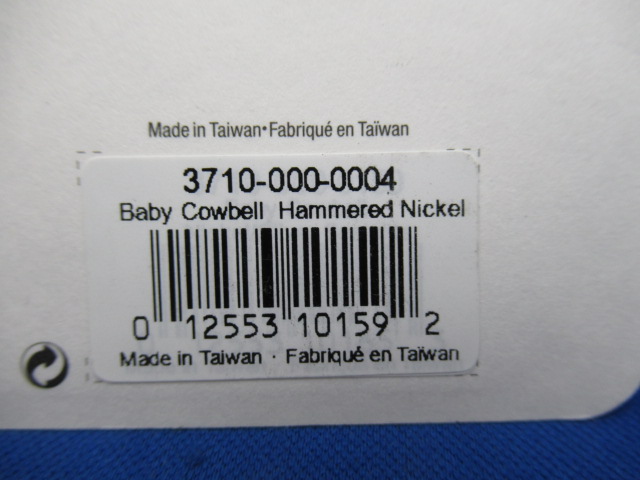 Made in Taiwan•Fabriqué en Taïwan
3710-000-0004
Baby Cowbell Hammered Nickel
0 12553 10159 2
Made in Taiwan · Fabriqué en Taïwan